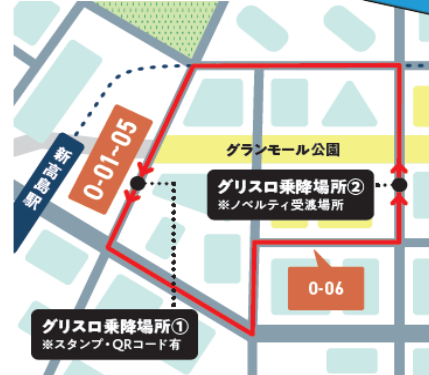 O-01~05
新高島駅
グランモール公園
グリスロ乗降場所②
※ノベルティ受渡場所
O-06
グリスロ乗降場所①
※スタンプ・QRコード有